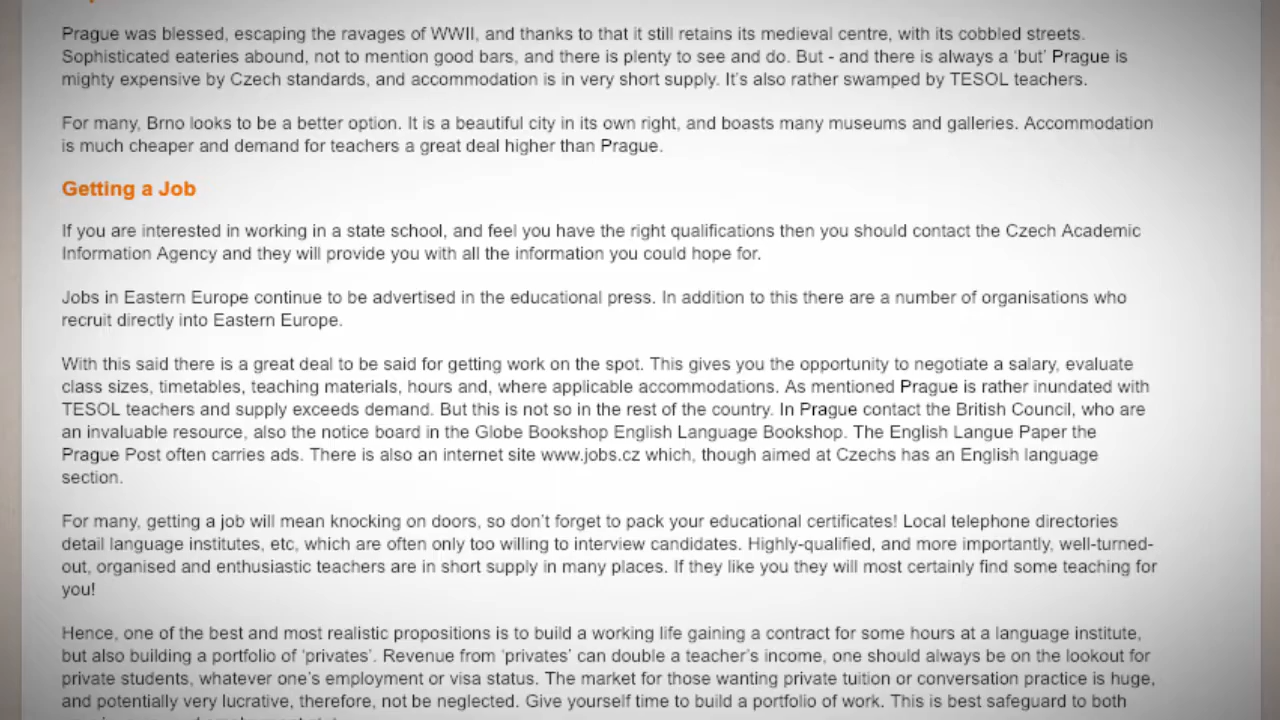 Prague was blessed, escaping the ravages of WWII, and thanks to that it still retains its medieval centre, with its cobbled streets.
Sophisticated eateries abound, not to mention good bars, and there is plenty to see and do. But - and there is always a ‘but’ Prague is
mighty expensive by Czech standards, and accommodation is in very short supply. It’s also rather swamped by TESOL teachers.
For many, Brno looks to be a better option. It is a beautiful city in its own right, and boasts many museums and galleries. Accommodation
is much cheaper and demand for teachers a great deal higher than Prague.
Getting a Job
If you are interested in working in a state school, and feel you have the right qualifications then you should contact the Czech Academic
Information Agency and they will provide you with all the information you could hope for.
Jobs in Eastern Europe continue to be advertised in the educational press. In addition to this there are a number of organisations who
recruit directly into Eastern Europe.
With this said there is a great deal to be said for getting work on the spot. This gives you the opportunity to negotiate a salary, evaluate
class sizes, timetables, teaching materials, hours and, where applicable accommodations. As mentioned Prague is rather inundated with
TESOL teachers and supply exceeds demand. But this is not so in the rest of the country. In Prague contact the British Council, who are
an invaluable resource, also the notice board in the Globe Bookshop English Language Bookshop. The English Langue Paper the
Prague Post often carries ads. There is also an internet site www.jobs.cz which, though aimed at Czechs has an English language
section.
For many, getting a job will mean knocking on doors, so don’t forget to pack your educational certificates! Local telephone directories
detail language institutes, etc, which are often only too willing to interview candidates. Highly-qualified, and more importantly, well-turned-
out, organised and enthusiastic teachers are in short supply in many places. If they like you they will most certainly find some teaching for
you!
Hence, one of the best and most realistic propositions is to build a working life gaining a contract for some hours at a language institute,
but also building a portfolio of ‘privates’. Revenue from ‘privates’ can double a teacher’s income, one should always be on the lookout for
private students, whatever one’s employment or visa status. The market for those wanting private tuition or conversation practice is huge,
and potentially very lucrative, therefore, not be neglected. Give yourself time to build a portfolio of work. This is best safeguard to both